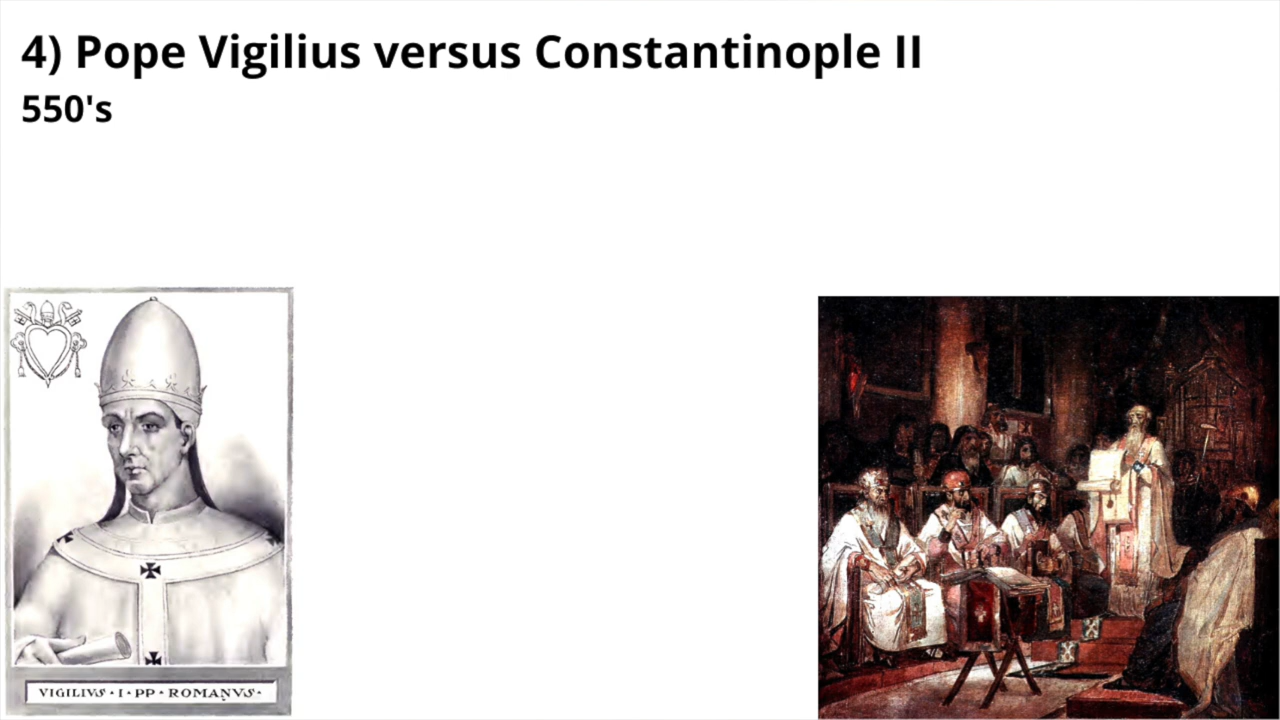 4) Pope Vigilius versus Constantinople II
550's
VIGILIVS · I · PP · ROMANVS ·